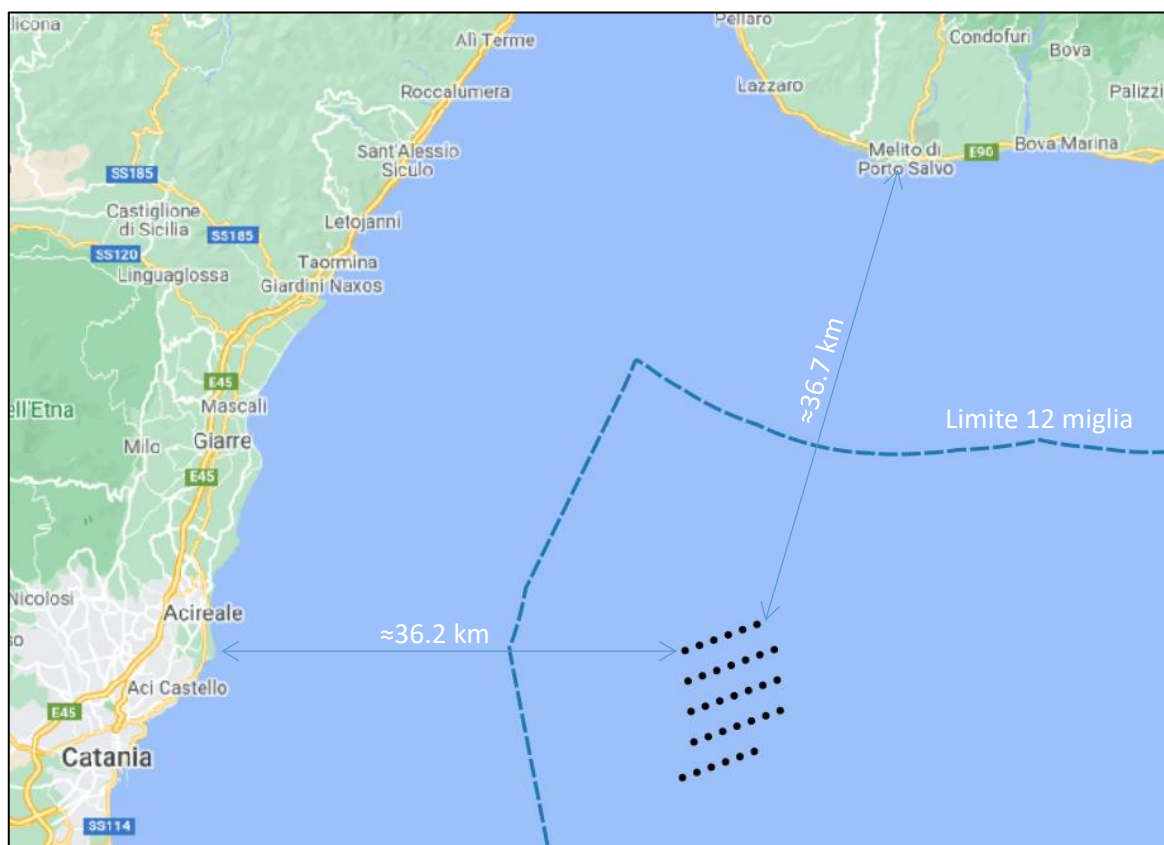 licona
Alì Terme
Roccalumera
Sant'Alessio
Siculo
SS185
Castiglione
di Sicilia
SS185
Letojanni
SS120
Linguaglossa
Taormina
Giardini Naxos
E45
ell'Etna
Mascali
Milo
Giarre
E45
Nicolosi
so
Acireale
Aci Castello
E45
Catania
SS114
Pellaro
Condofuri
Bova
Lazzaro
Palizzi
Melito di
Porto Salvo
E90
Bova Marina
≈36.7 km
Limite 12 miglia
≈36.2 km